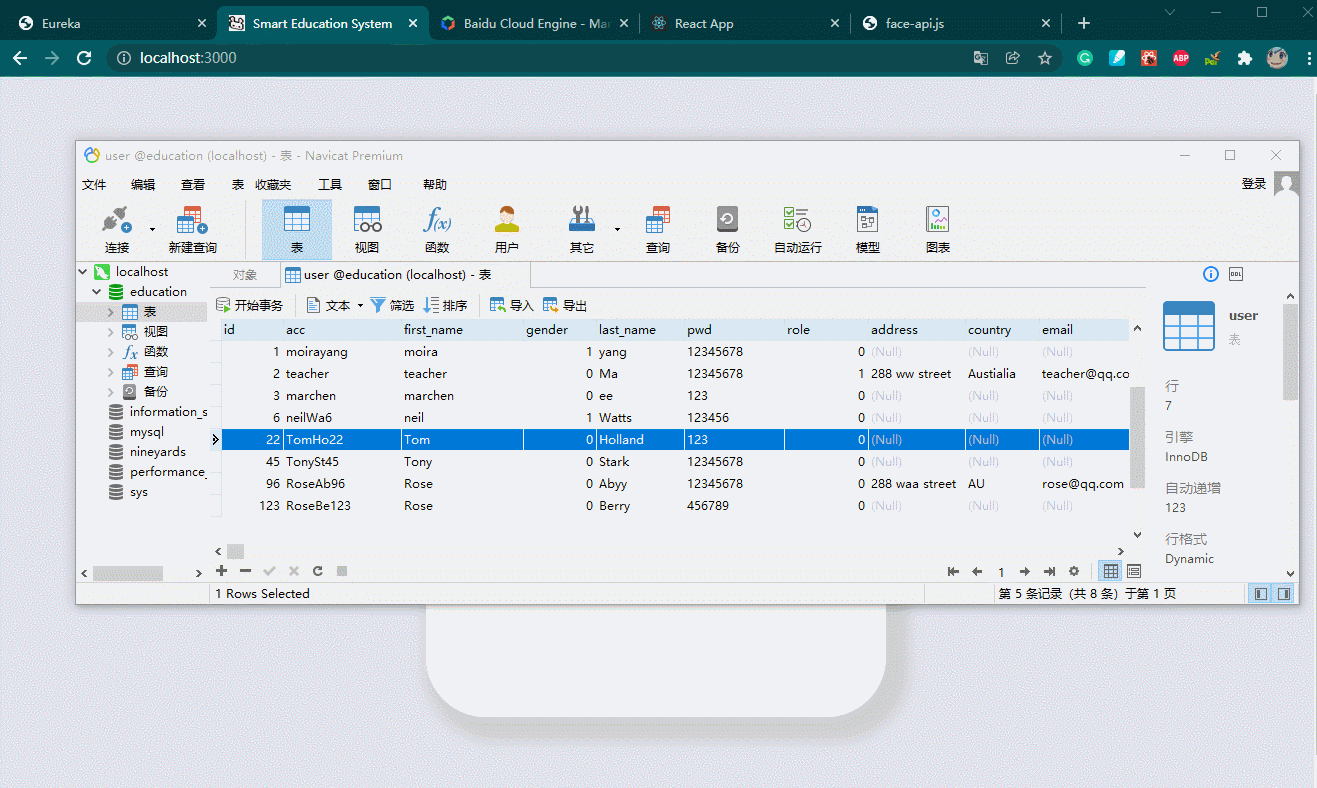 Eureka
Smart Education System
Baidu Cloud Engine - Mar
React App
face-api.js
localhost:3000
ABP
user @education (localhost) - 表 - Navicat Premium
文件 编辑 查看 表 收藏夹 工具 窗口 帮助
登录
连接 新建查询 表 视图 函数 用户 其它 查询 备份 自动运行 模型 图表
localhost
education
表
视图
函数
查询
备份
information_s
mysql
nineyards
performance_
sys
对象 user @education (localhost) - 表
开始事务 文本 筛选 排序 导入 导出
id acc first_name gender last_name pwd role address country email
1 moirayang moira 1 yang 12345678 0 (Null) (Null) (Null)
2 teacher teacher 0 Ma 12345678 1 288 ww street Austialia teacher@qq.co
3 marchen marchen 0 ee 123 0 (Null) (Null) (Null)
6 neilWa6 neil 1 Watts 123456 0 (Null) (Null) (Null)
22 TomHo22 Tom 0 Holland 123 0 (Null) (Null) (Null)
45 TonySt45 Tony 0 Stark 12345678 0 (Null) (Null) (Null)
96 RoseAb96 Rose 0 Abyy 12345678 0 288 waa street AU rose@qq.com
123 RoseBe123 Rose 0 Berry 456789 0 (Null) (Null) (Null)
DDL
user
表
行
7
引擎
InnoDB
自动递增
123
行格式
Dynamic
1
1 Rows Selected
第 5 条记录（共 8 条）于第 1 页